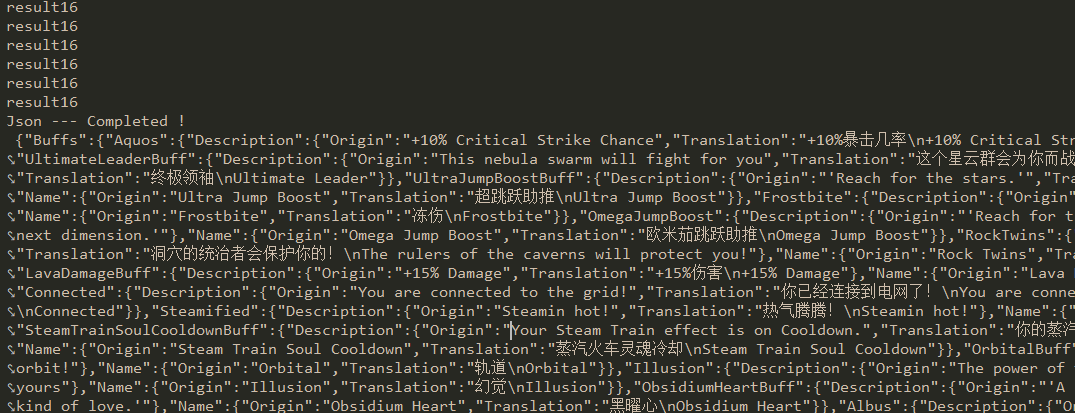 result16
result16
result16
result16
result16
result16
Json --- Completed !
{"Buffs":{"Aquos":{"Description":{"Origin":"+10% Critical Strike Chance","Translation":"+10%暴击几率\n+10% Critical
"UltimateLeaderBuff":{"Description":{"Origin":"This nebula swarm will fight for you","Translation":"这个星云群会为你而战
"Translation":"终极领袖\nUltimate Leader"}},"UltraJumpBoostBuff":{"Description":{"Origin":"'Reach for the stars.'",
"Name":{"Origin":"Ultra Jump Boost","Translation":"超跳跃助推\nUltra Jump Boost"}},"Frostbite":{"Description":{"Origin"
"Name":{"Origin":"Frostbite","Translation":"冻伤\nFrostbite"}},"OmegaJumpBoost":{"Description":{"Origin":"'Reach for
next dimension.'"},"Name":{"Origin":"Omega Jump Boost","Translation":"欧米茄跳跃助推\nOmega Jump Boost"}},"RockTwins":{
"Translation":"洞穴的统治者会保护你的！\nThe rulers of the caverns will protect you!"},"Name":{"Origin":"Rock Twins",
"LavaDamageBuff":{"Description":{"Origin":"+15% Damage","Translation":"+15%伤害\n+15% Damage"},"Name":{"Origin":"Lava
"Connected":{"Description":{"Origin":"You are connected to the grid!","Translation":"你已经连接到电网了！\nYou are
\nConnected"}},"Steamified":{"Description":{"Origin":"Steamin hot!","Translation":"热气腾腾！\nSteamin hot!"},"Name":{
"SteamTrainSoulCooldownBuff":{"Description":{"Origin":"Your Steam Train effect is on Cooldown.","Translation":"你的蒸汽
"Name":{"Origin":"Steam Train Soul Cooldown","Translation":"蒸汽火车灵魂冷却\nSteam Train Soul Cooldown"}},"OrbitalBuff"
orbit!"},"Name":{"Origin":"Orbital","Translation":"轨道\nOrbital"}},"Illusion":{"Description":{"Origin":"The power of
yours"},"Name":{"Origin":"Illusion","Translation":"幻觉\nIllusion"}},"ObsidiumHeartBuff":{"Description":{"Origin":"'A
kind of love.'"},"Name":{"Origin":"Obsidium Heart","Translation":"黑曜心\nObsidium Heart"}},"Albus":{"Description":{